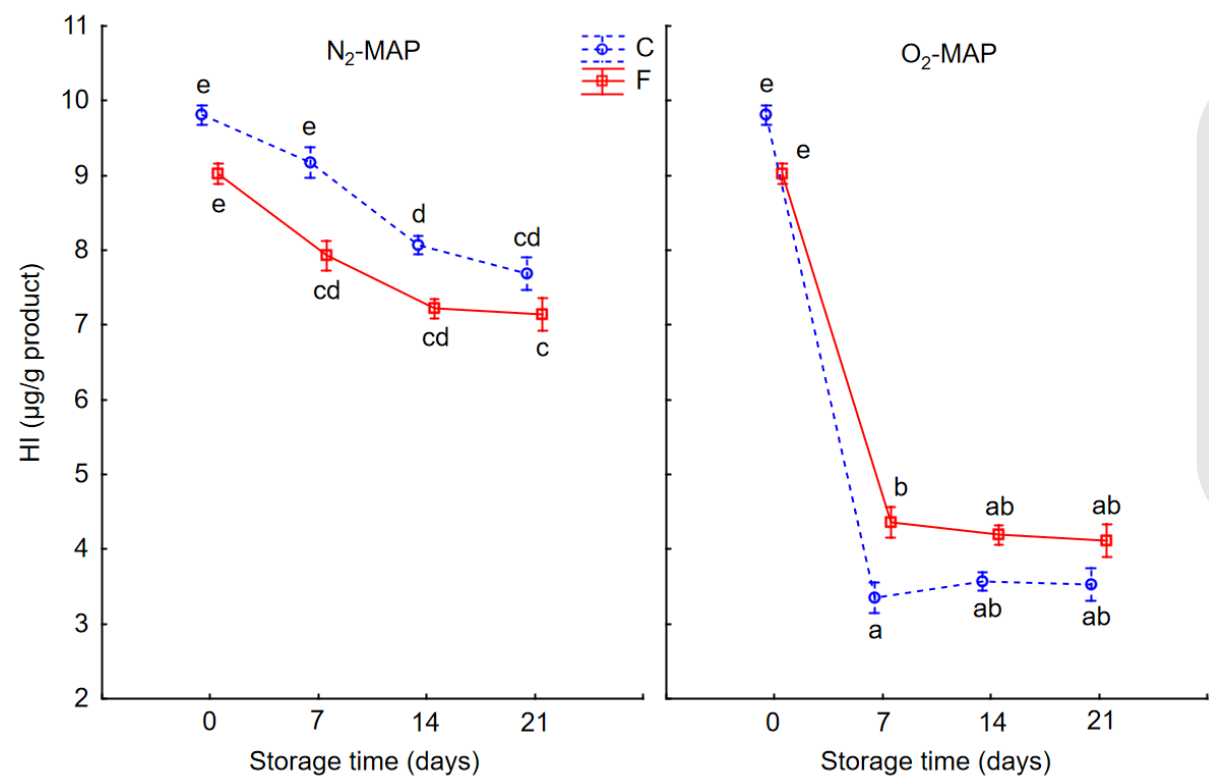 N₂-MAP
C
F
O₂-MAP
HI (µg/g product)
11
10
9
8
7
6
5
4
3
2
e
e
d
cd
e
cd
cd
c
0
7
14
21
Storage time (days)
e
e
b
ab
ab
a
ab
ab
0
7
14
21
Storage time (days)